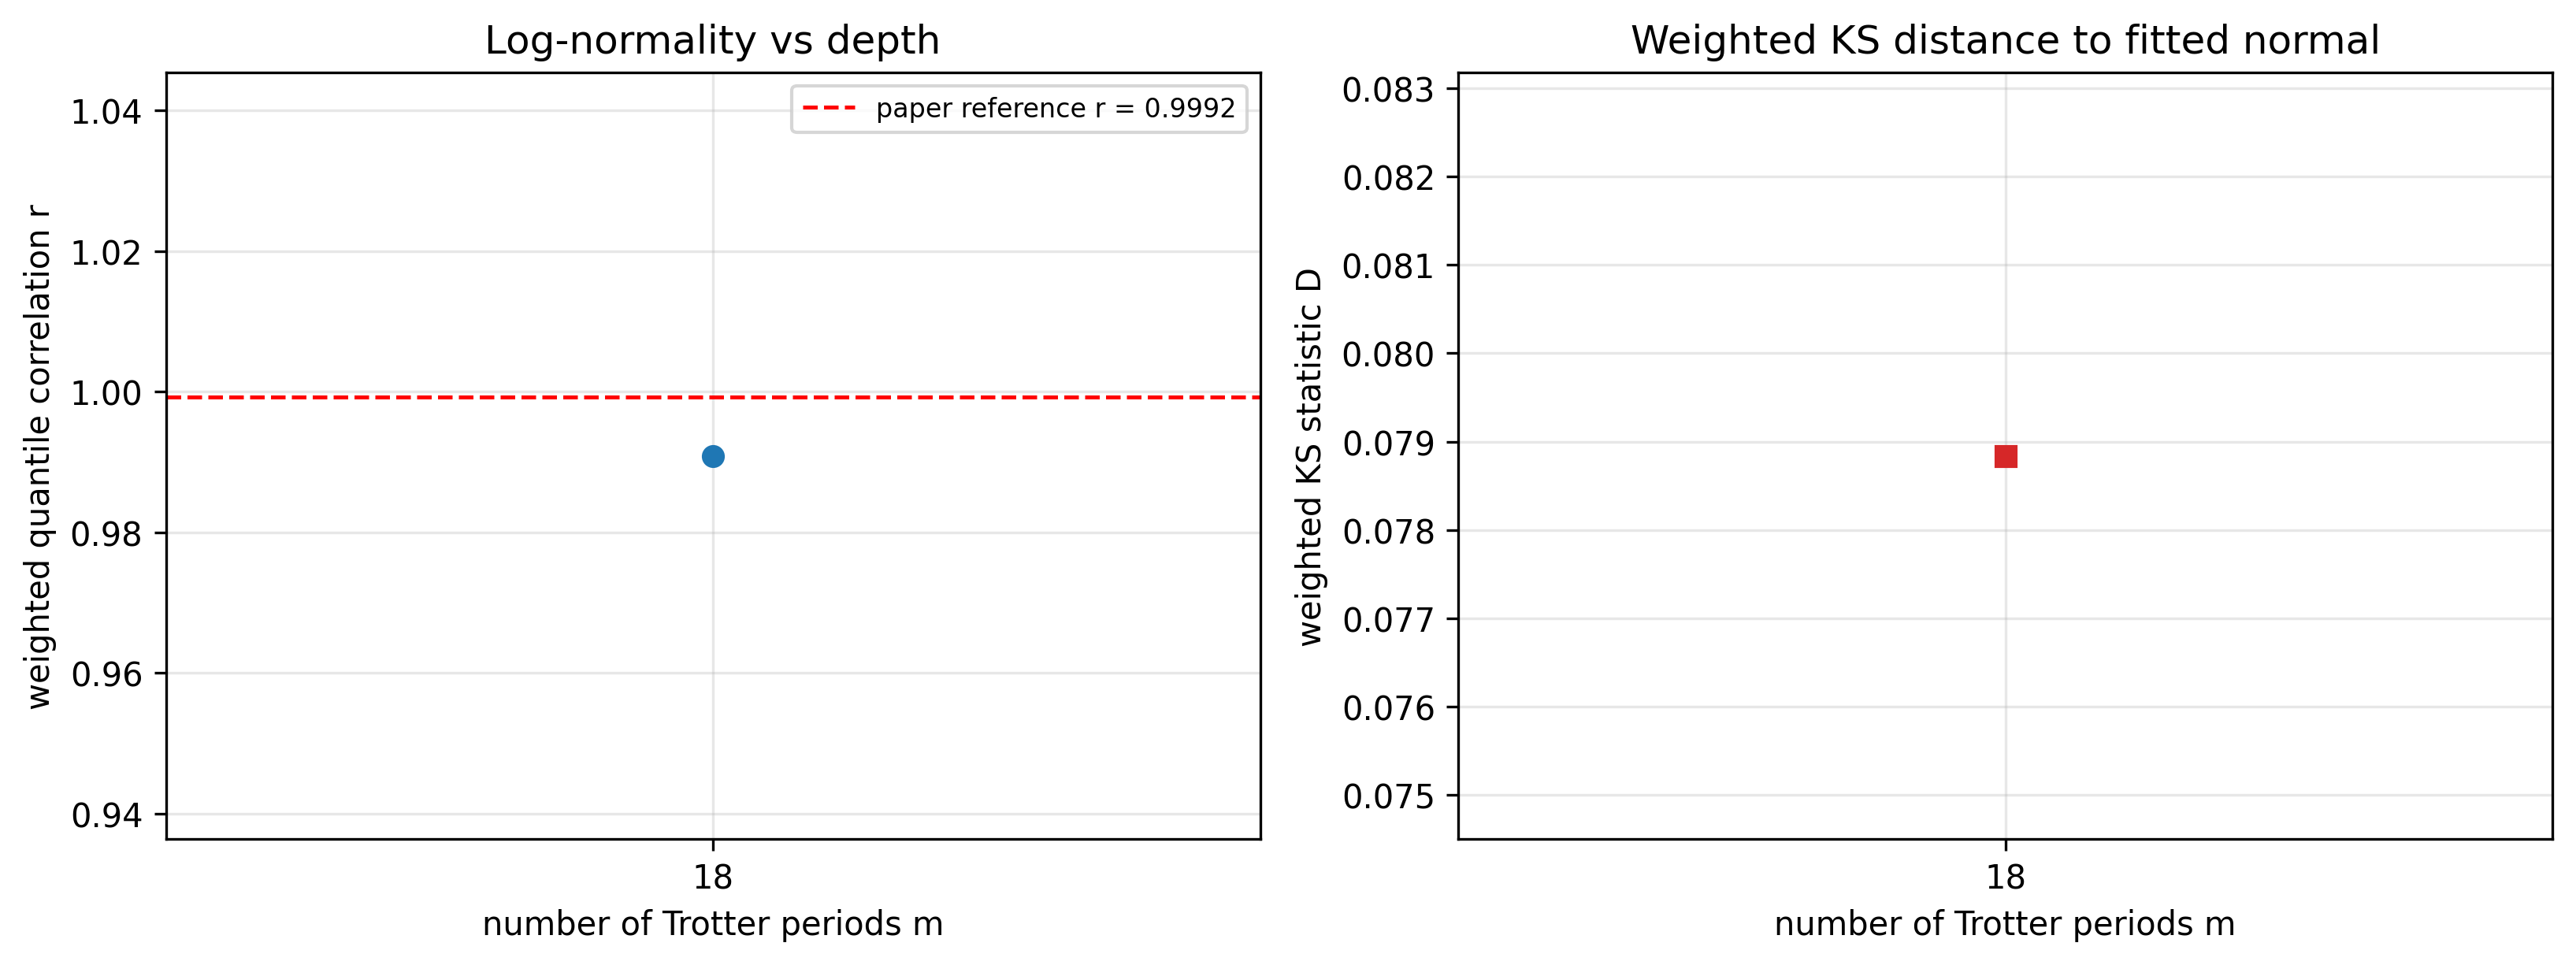 Log-normality vs depth
weighted quantile correlation r
1.04
1.02
1.00
0.98
0.96
0.94
paper reference r = 0.9992
18
number of Trotter periods m
Weighted KS distance to fitted normal
weighted KS statistic D
0.083
0.082
0.081
0.080
0.079
0.078
0.077
0.076
0.075
18
number of Trotter periods m